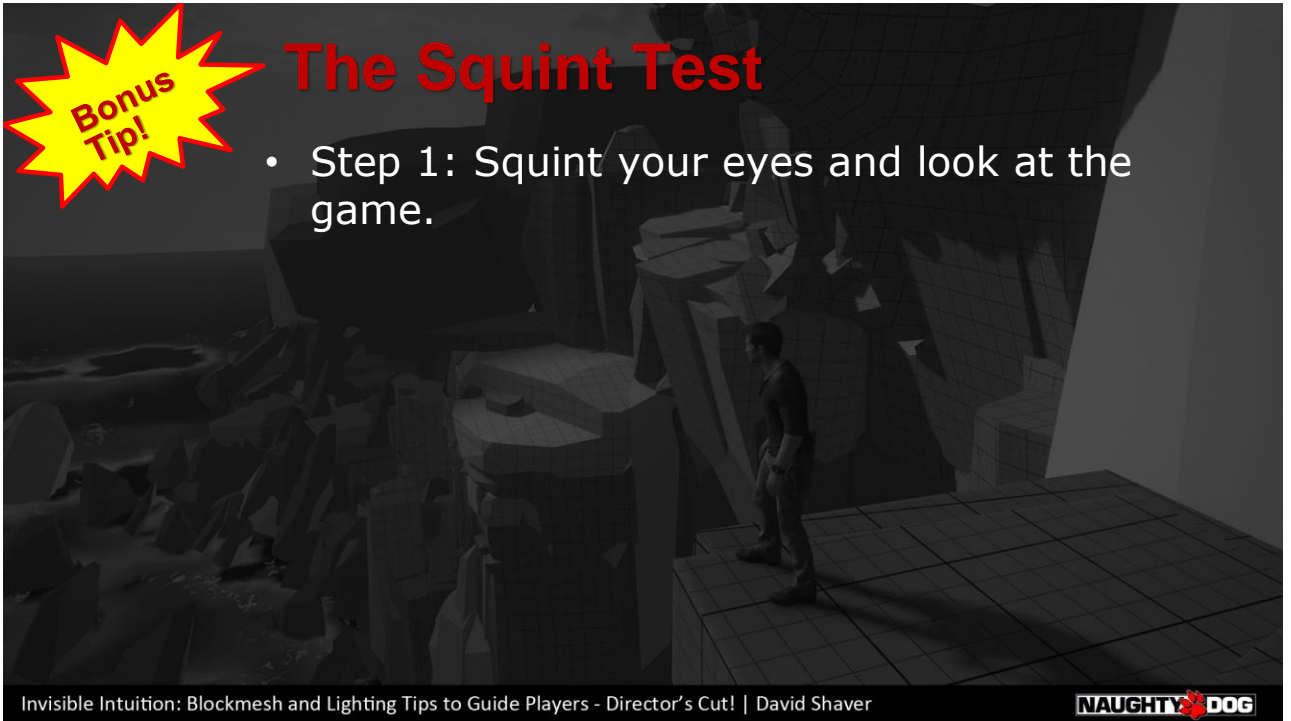 Bonus
Tip!
The Squint Test
• Step 1: Squint your eyes and look at the
game.
Invisible Intuition: Blockmesh and Lighting Tips to Guide Players - Director's Cut! | David Shaver
NAUGHTY DOG